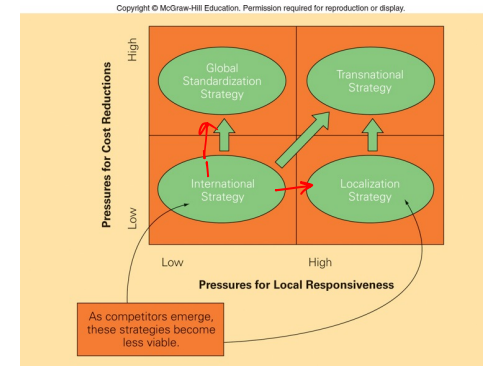 Copyright © McGraw-Hill Education. Permission required for reproduction or display.
Pressures for Cost Reductions
High
Low
Global
Standardization
Strategy
Transnational
Strategy
International
Strategy
Localization
Strategy
Low
High
Pressures for Local Responsiveness
As competitors emerge,
these strategies become
less viable.